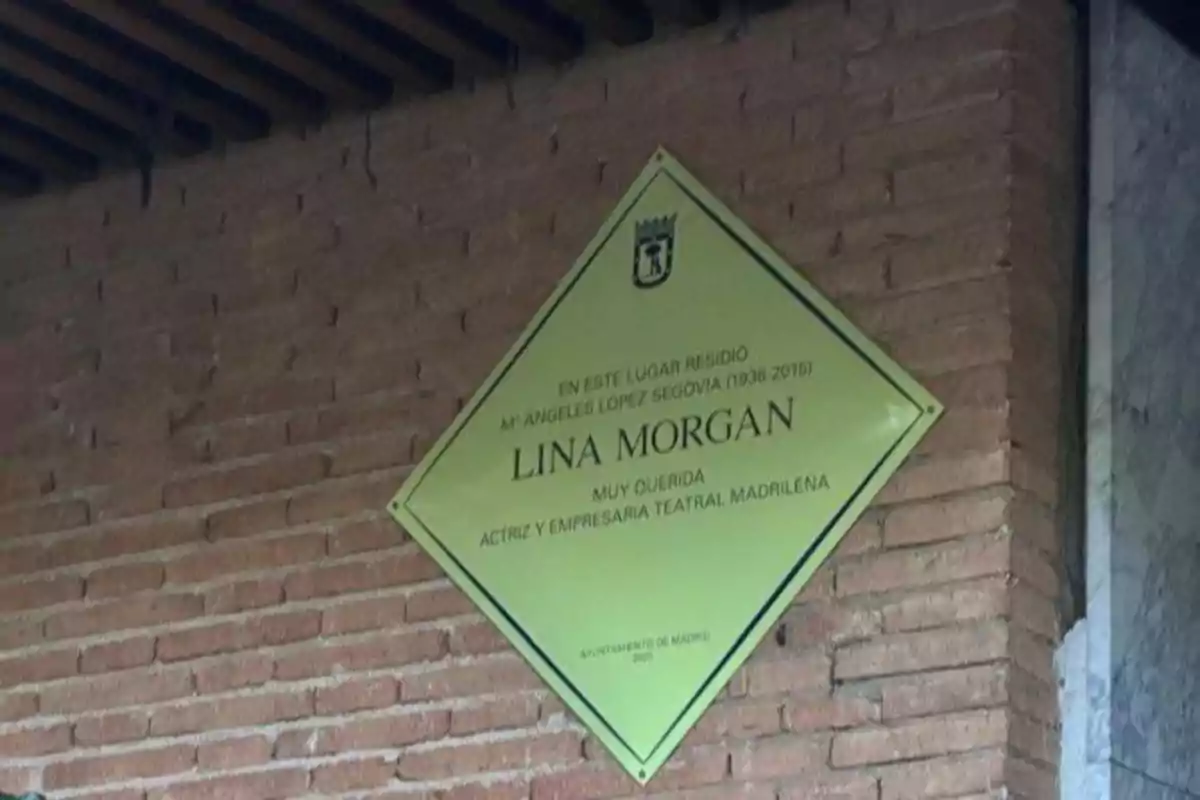 EN ESTE LUGAR RESIDIÓ
Mª ÁNGELES LÓPEZ SEGOVIA (1936-2015)
LINA MORGAN
MUY QUERIDA
ACTRIZ Y EMPRESARIA TEATRAL MADRILEÑA
AYUNTAMIENTO DE MADRID